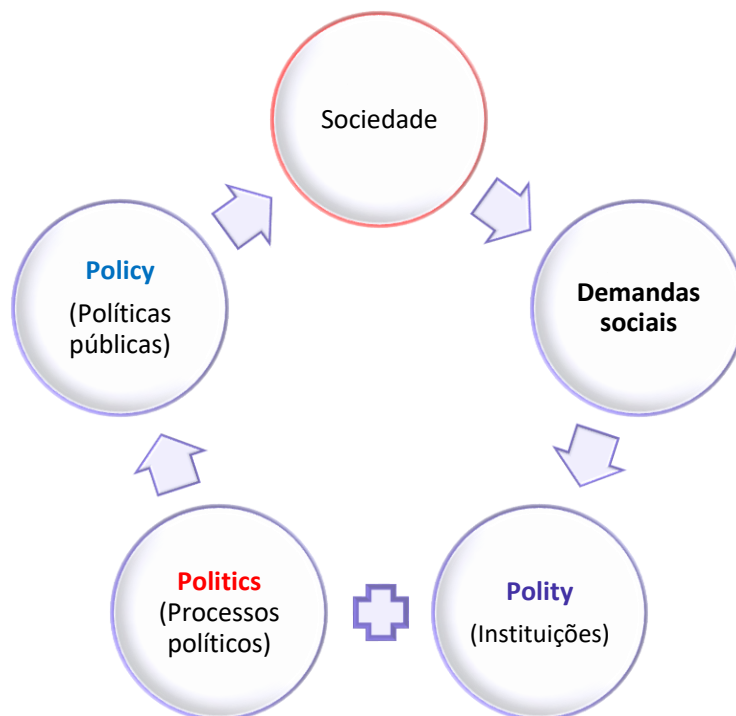 Sociedade
Demandas
sociais
Polity
(Instituições)
Politics
(Processos
políticos)
Policy
(Políticas
públicas)